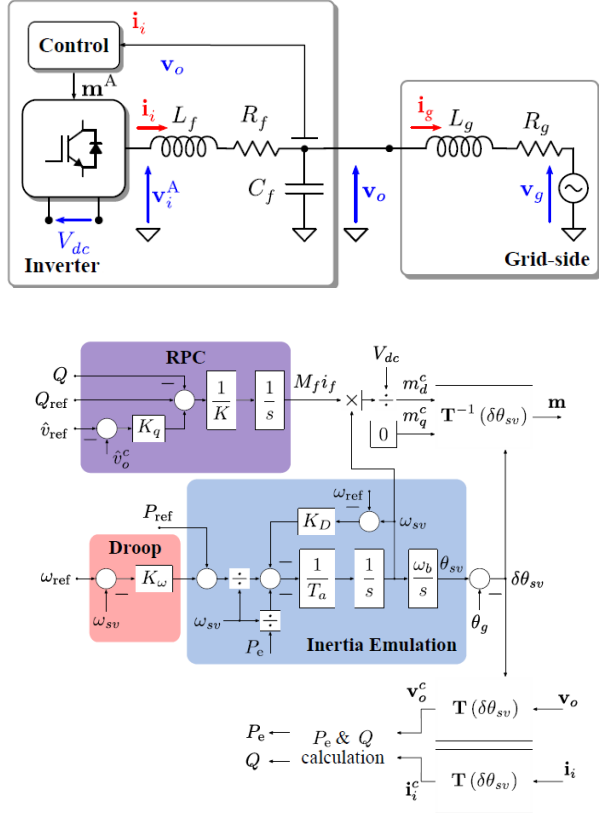 i_i
Control
v_o
m^A
i_i L_f R_f
i_g L_g R_g
C_f
v_i^A v_o v_g
V_dc
Inverter
Grid-side
RPC
V_dc
Q
M_f i_f
m_d^c
Q_ref
1/K 1/s
× ÷
T^−1 (δθ_sv) m
m_q^c
v̂_ref
K_q
0
v̂_o^c
ω_ref
P_ref
K_D
ω_sv
Droop
ω_ref
K_ω
÷
1/T_a 1/s ω_b/s
θ_sv
δθ_sv
ω_sv
ω_sv
÷
θ_g
P_e
Inertia Emulation
v_o^c
T (δθ_sv)
v_o
P_e
P_e & Q
Q
calculation
i_i^c
T (δθ_sv)
i_i